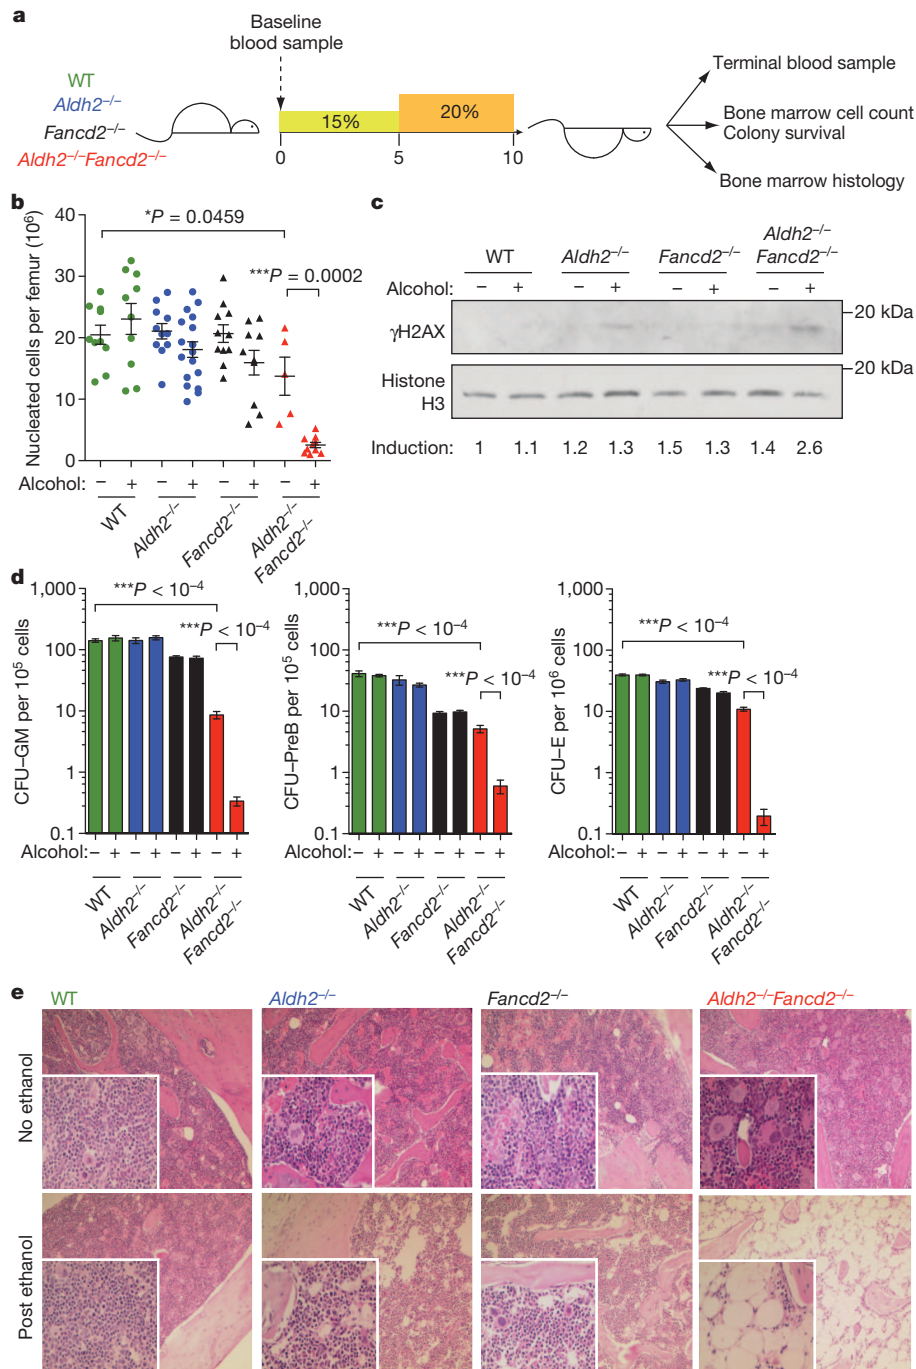 a
Baseline
blood sample
WT
Aldh2–/–
Fancd2–/–
Aldh2–/–Fancd2–/–
15%
20%
0
5
10
Terminal blood sample
Bone marrow cell count
Colony survival
Bone marrow histology
b
Nucleated cells per femur (10⁶)
40
30
20
10
0
*P = 0.0459
***P = 0.0002
Alcohol: – + – + – + – +
WT
Aldh2–/–
Fancd2–/–
Aldh2–/–
Fancd2–/–
c
WT
Aldh2–/–
Fancd2–/–
Aldh2–/–
Fancd2–/–
Alcohol: – + – + – + – +
γH2AX
20 kDa
Histone
H3
20 kDa
Induction: 1 1.1 1.2 1.3 1.5 1.3 1.4 2.6
d
CFU–GM per 10⁵ cells
1,000
100
10
1
0.1
***P < 10⁻⁴
***P < 10⁻⁴
Alcohol: – + – + – + – +
WT
Aldh2–/–
Fancd2–/–
Aldh2–/–
Fancd2–/–
CFU–PreB per 10⁵ cells
1,000
100
10
1
0.1
***P < 10⁻⁴
***P < 10⁻⁴
Alcohol: – + – + – + – +
WT
Aldh2–/–
Fancd2–/–
Aldh2–/–
Fancd2–/–
CFU–E per 10⁶ cells
1,000
100
10
1
0.1
***P < 10⁻⁴
***P < 10⁻⁴
Alcohol: – + – + – + – +
WT
Aldh2–/–
Fancd2–/–
Aldh2–/–
Fancd2–/–
e
WT
Aldh2–/–
Fancd2–/–
Aldh2–/–Fancd2–/–
No ethanol
Post ethanol